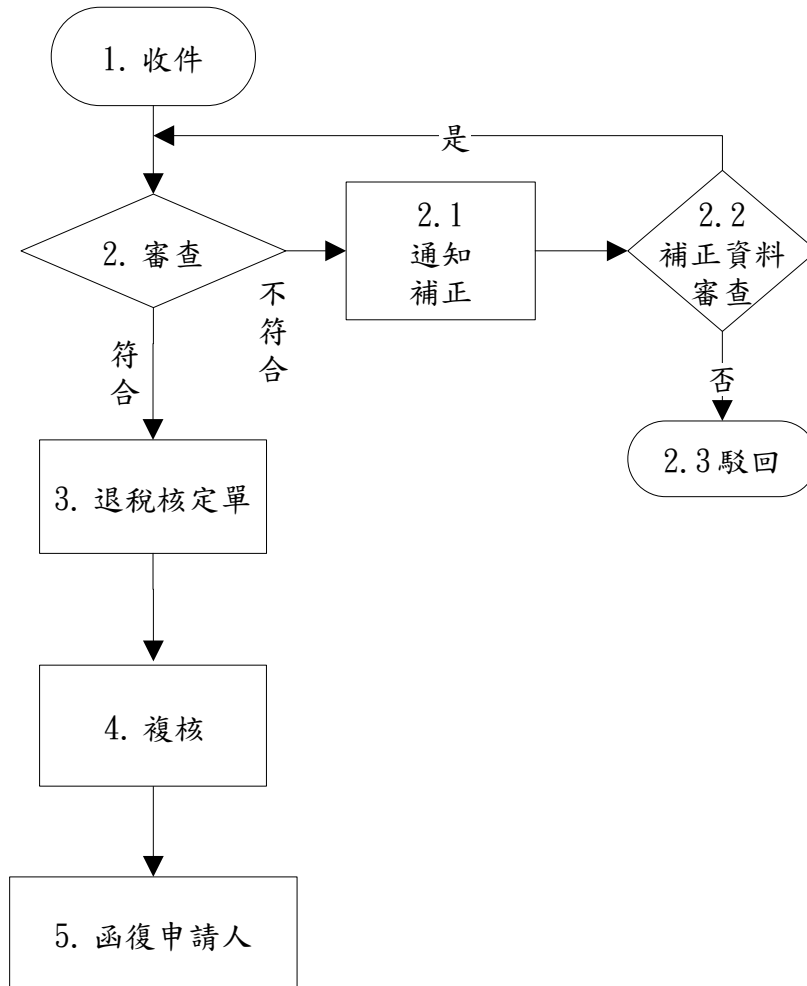 1. 收件
是
2. 審查
2.1
通知
補正
2.2
補正資料
審查
不
符
合
符
合
否
2.3駁回
3. 退稅核定單
4. 複核
5. 函復申請人